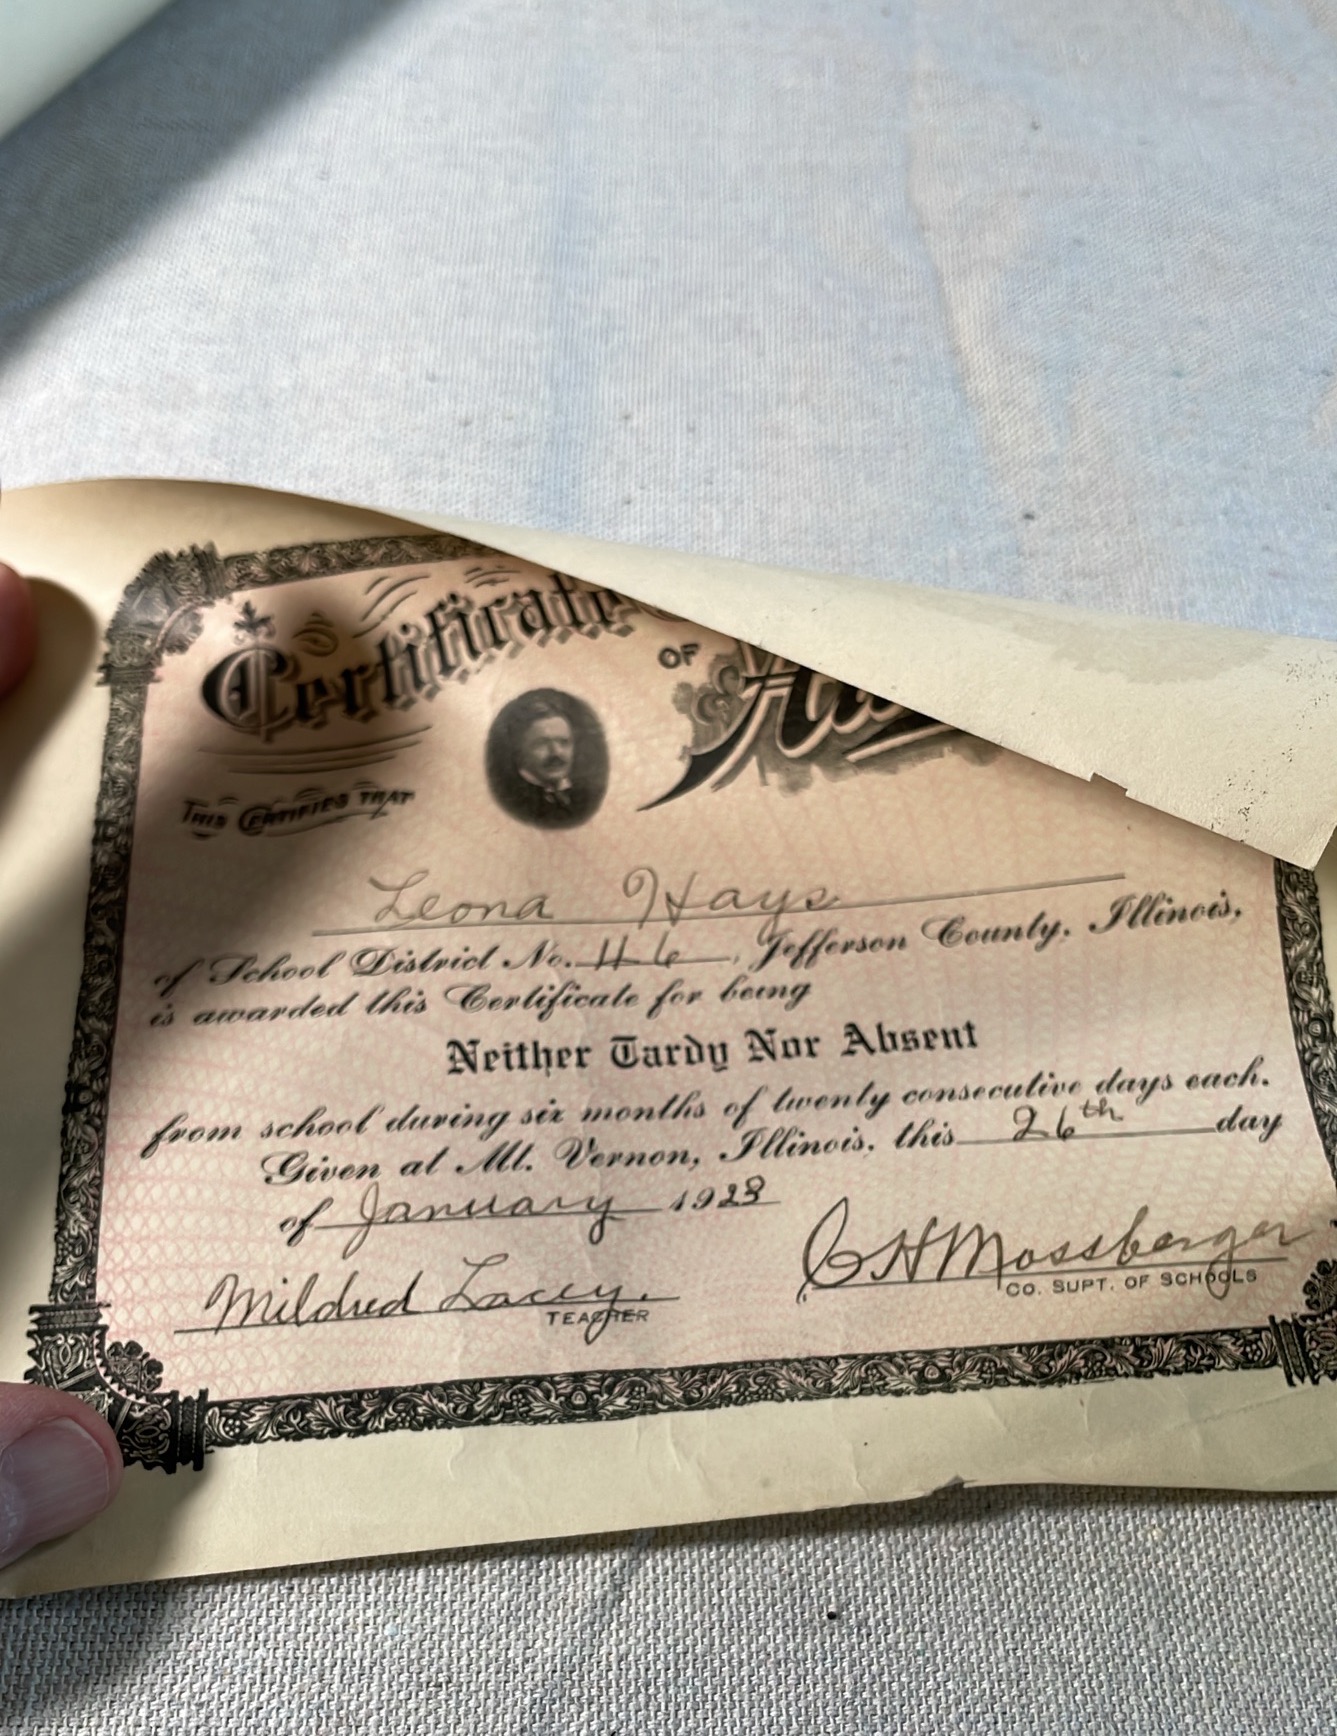 Certificate
OF
THIS CERTIFIES THAT
Leona Hays
of School District No. 116, Jefferson County, Illinois,
is awarded this Certificate for being
Neither Tardy Nor Absent
from school during six months of twenty consecutive days each.
Given at Mt. Vernon, Illinois, this 26th day
of January 1923
Mildred Lacey.
TEACHER
C H Mossberger
CO. SUPT. OF SCHOOLS